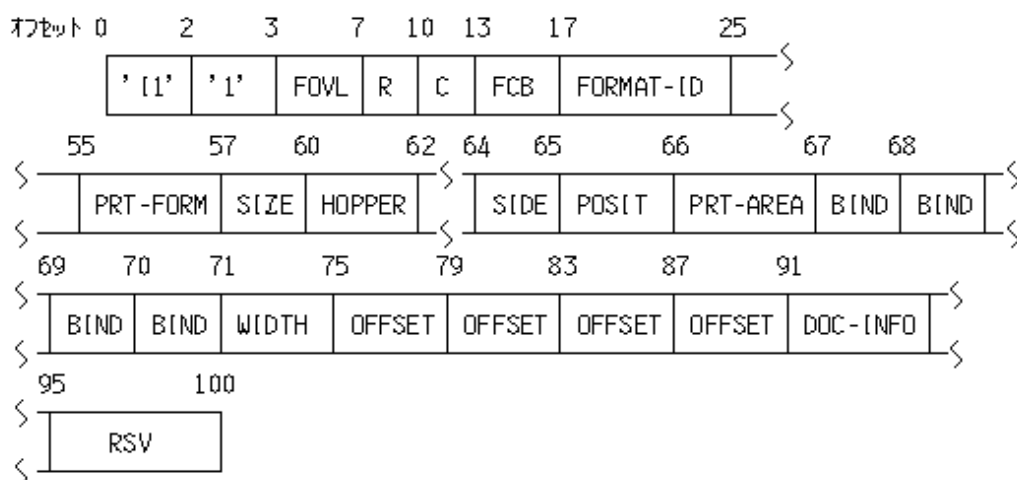 オフセット 0 2 3 7 10 13 17 25
'I1' '1' FOVL R C FCB FORMAT-ID
55 57 60 62 64 65 66 67 68
PRT-FORM SIZE HOPPER SIDE POSIT PRT-AREA BIND BIND
69 70 71 75 79 83 87 91
BIND BIND WIDTH OFFSET OFFSET OFFSET OFFSET DOC-INFO
95 100
RSV